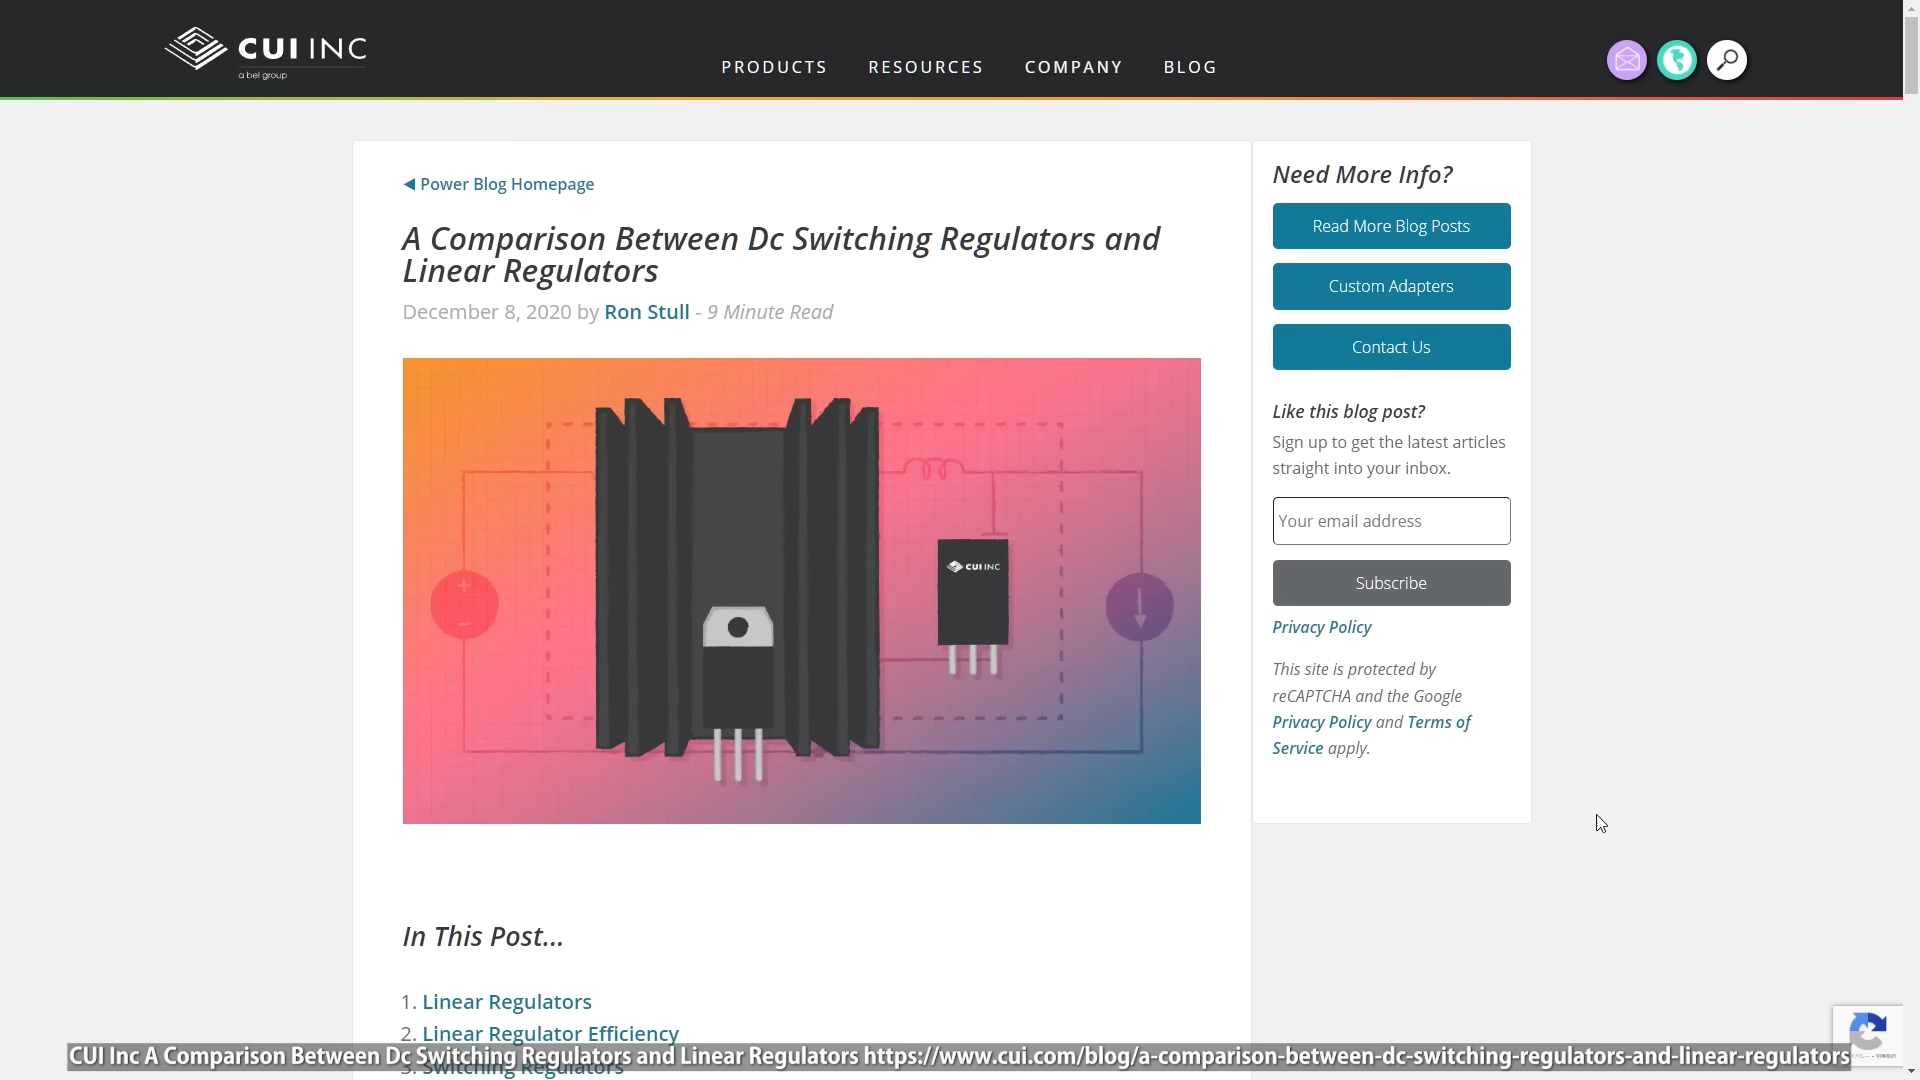 CUI INC
a bel group
PRODUCTS RESOURCES COMPANY BLOG
Power Blog Homepage
A Comparison Between Dc Switching Regulators and
Linear Regulators
December 8, 2020 by Ron Stull - 9 Minute Read
CUI INC
In This Post...
1. Linear Regulators
2. Linear Regulator Efficiency
3. Switching Regulators
Need More Info?
Read More Blog Posts
Custom Adapters
Contact Us
Like this blog post?
Sign up to get the latest articles
straight into your inbox.
Your email address
Subscribe
Privacy Policy
This site is protected by
reCAPTCHA and the Google
Privacy Policy and Terms of
Service apply.
CUI Inc A Comparison Between Dc Switching Regulators and Linear Regulators https://www.cui.com/blog/a-comparison-between-dc-switching-regulators-and-linear-regulators